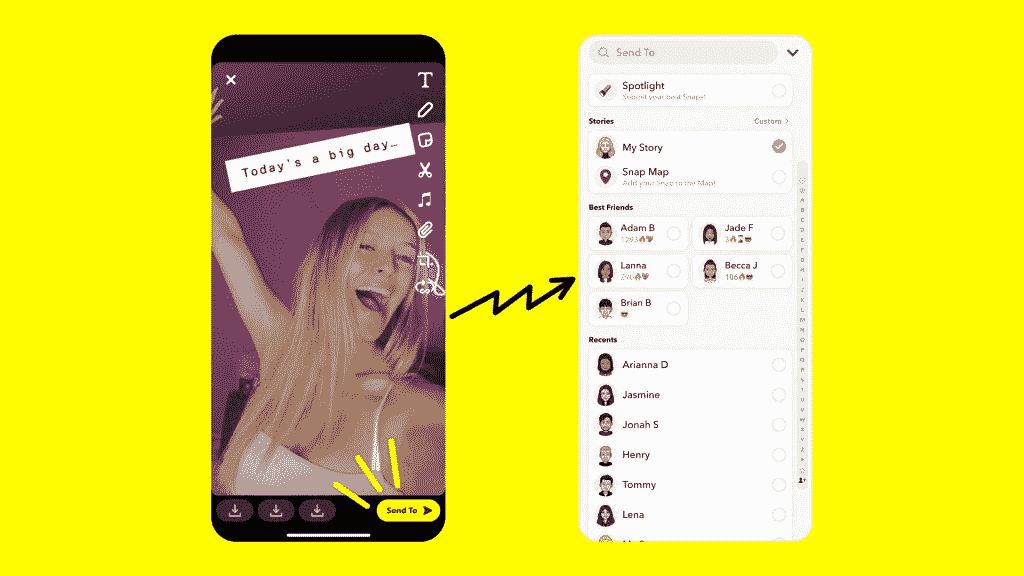 Today's a big day…
Send To
Send To
Spotlight
Submit your best Snaps!
Stories
Custom >
My Story
Snap Map
Add your Snap to the Map!
Best Friends
Adam B
1293🔥💖
Jade F
3🔥⌛😎
Lanna
Becca J
106🔥😎
Brian B
😎
Recents
Arianna D
Jasmine
Jonah S
Henry
Tommy
Lena